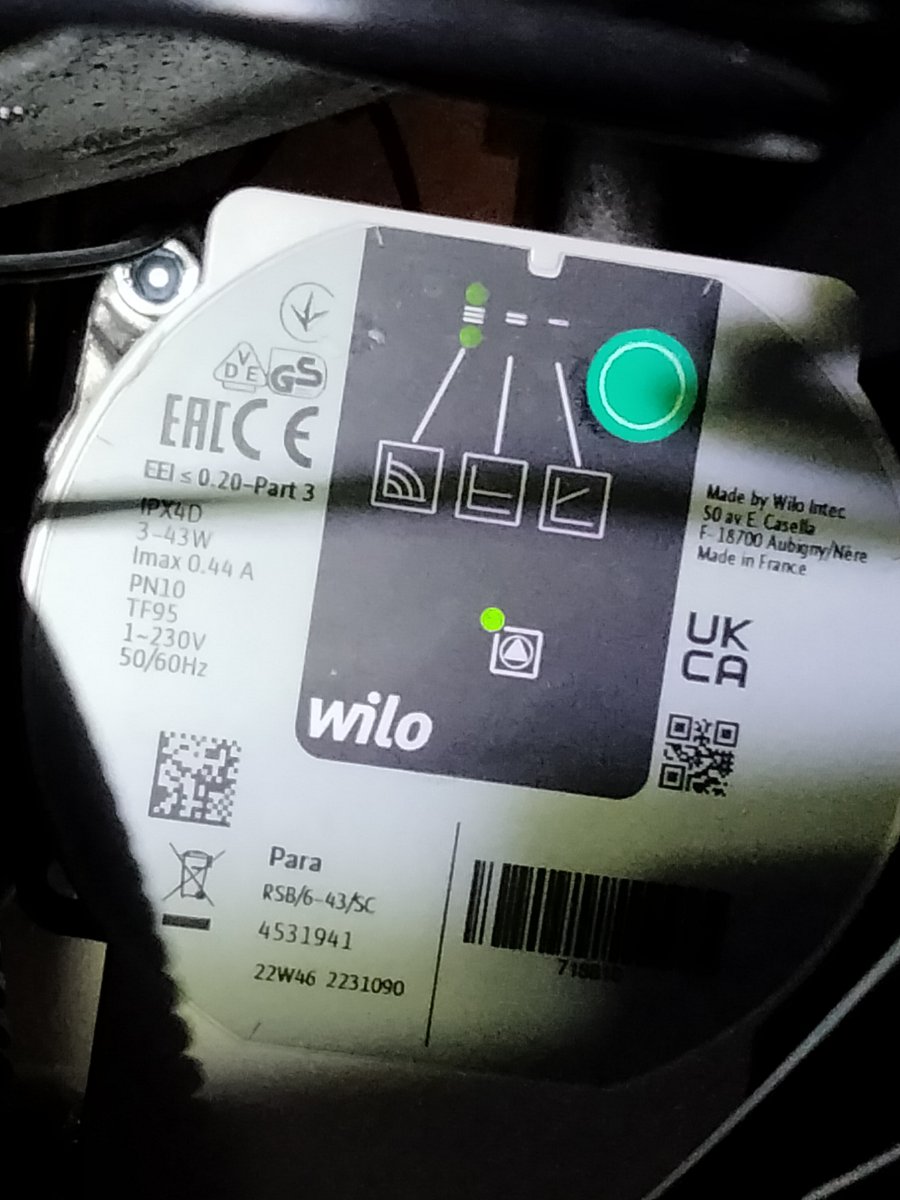 VDE GS
EAC CE
EEI ≤ 0.20-Part 3
IPX4D
3-43W
Imax 0.44 A
PN10
TF95
1~230V
50/60Hz
Made by Wilo Intec
50 av E. Casella
F-18700 Aubigny/Nère
Made in France
UK
CA
wilo
Para
RSB/6-43/SC
4531941
22W46 2231090